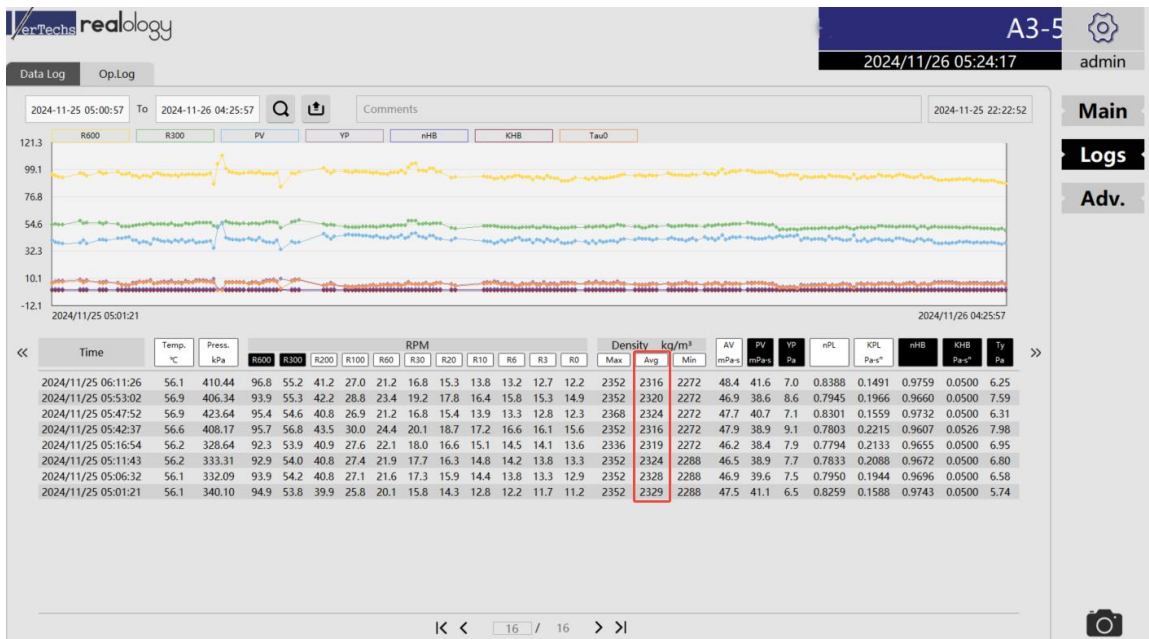 VerTechs realology
A3-5
2024/11/26 05:24:17
admin
Data Log Op.Log
2024-11-25 05:00:57 To 2024-11-26 04:25:57 Comments 2024-11-25 22:22:52
Main
Logs
Adv.
R600 R300 PV YP nHB KHB Tau0
121.3
99.1
76.8
54.6
32.3
10.1
-12.1
2024/11/25 05:01:21 2024/11/26 04:25:57
« Time Temp. ℃ Press. kPa RPM Density kg/m³ AV mPa·s PV mPa·s YP Pa nPL KPL Pa·sⁿ nHB KHB Pa·sⁿ Ty Pa »
R600 R300 R200 R100 R60 R30 R20 R10 R6 R3 R0 Max Avg Min
2024/11/25 06:11:26 56.1 410.44 96.8 55.2 41.2 27.0 21.2 16.8 15.3 13.8 13.2 12.7 12.2 2352 2316 2272 48.4 41.6 7.0 0.8388 0.1491 0.9759 0.0500 6.25
2024/11/25 05:53:02 56.9 406.34 93.9 55.3 42.2 28.8 23.4 19.2 17.8 16.4 15.8 15.3 14.9 2352 2320 2272 46.9 38.6 8.6 0.7945 0.1966 0.9660 0.0500 7.59
2024/11/25 05:47:52 56.9 423.64 95.4 54.6 40.8 26.9 21.2 16.8 15.4 13.9 13.3 12.8 12.3 2368 2324 2272 47.7 40.7 7.1 0.8301 0.1559 0.9732 0.0500 6.31
2024/11/25 05:42:37 56.6 408.17 95.7 56.8 43.5 30.0 24.4 20.1 18.7 17.2 16.6 16.1 15.6 2352 2316 2272 47.9 38.9 9.1 0.7803 0.2215 0.9607 0.0526 7.98
2024/11/25 05:16:54 56.2 328.64 92.3 53.9 40.9 27.6 22.1 18.0 16.6 15.1 14.5 14.1 13.6 2336 2319 2272 46.2 38.4 7.9 0.7794 0.2133 0.9655 0.0500 6.95
2024/11/25 05:11:43 56.2 333.31 92.9 54.0 40.8 27.4 21.9 17.7 16.3 14.8 14.2 13.8 13.3 2352 2324 2288 46.5 38.9 7.7 0.7833 0.2088 0.9672 0.0500 6.80
2024/11/25 05:06:32 56.1 332.09 93.9 54.2 40.8 27.1 21.6 17.3 15.9 14.4 13.8 13.3 12.9 2352 2328 2288 46.9 39.6 7.5 0.7950 0.1944 0.9696 0.0500 6.58
2024/11/25 05:01:21 56.1 340.10 94.9 53.8 39.9 25.8 20.1 15.8 14.3 12.8 12.2 11.7 11.2 2352 2329 2288 47.5 41.1 6.5 0.8259 0.1588 0.9743 0.0500 5.74
16 / 16